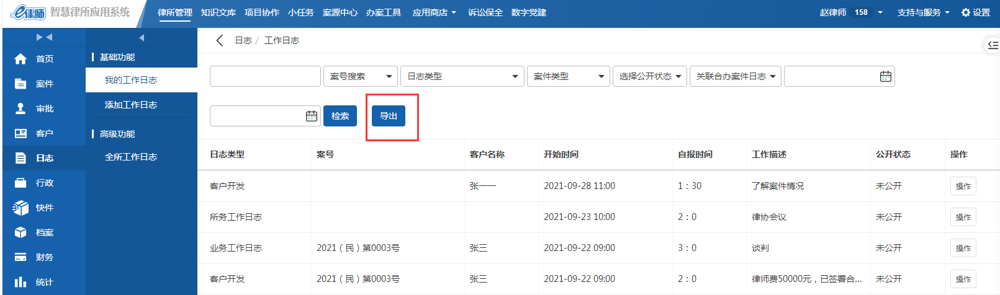 e律师 智慧律所应用系统 律所管理 知识文库 项目协作 小任务 案源中心 办案工具 应用商店 诉讼保全 数字党建 赵律师 158 支持与服务 设置
日志 / 工作日志
首页
案件
审批
客户
日志
行政
快件
档案
财务
统计
基础功能
我的工作日志
添加工作日志
高级功能
全所工作日志
案号搜索 日志类型 案件类型 选择公开状态 关联合办案件日志
检索 导出
日志类型 案号 客户名称 开始时间 自报时间 工作描述 公开状态 操作
客户开发 张一一 2021-09-28 11:00 1：30 了解案件情况 未公开 操作
所务工作日志 2021-09-23 10:00 2：0 律协会议 未公开 操作
业务工作日志 2021（民）第0003号 张三 2021-09-22 09:00 3：0 谈判 未公开 操作
客户开发 2021（民）第0003号 张三 2021-09-22 09:00 2：0 律师费50000元，已签署合... 未公开 操作